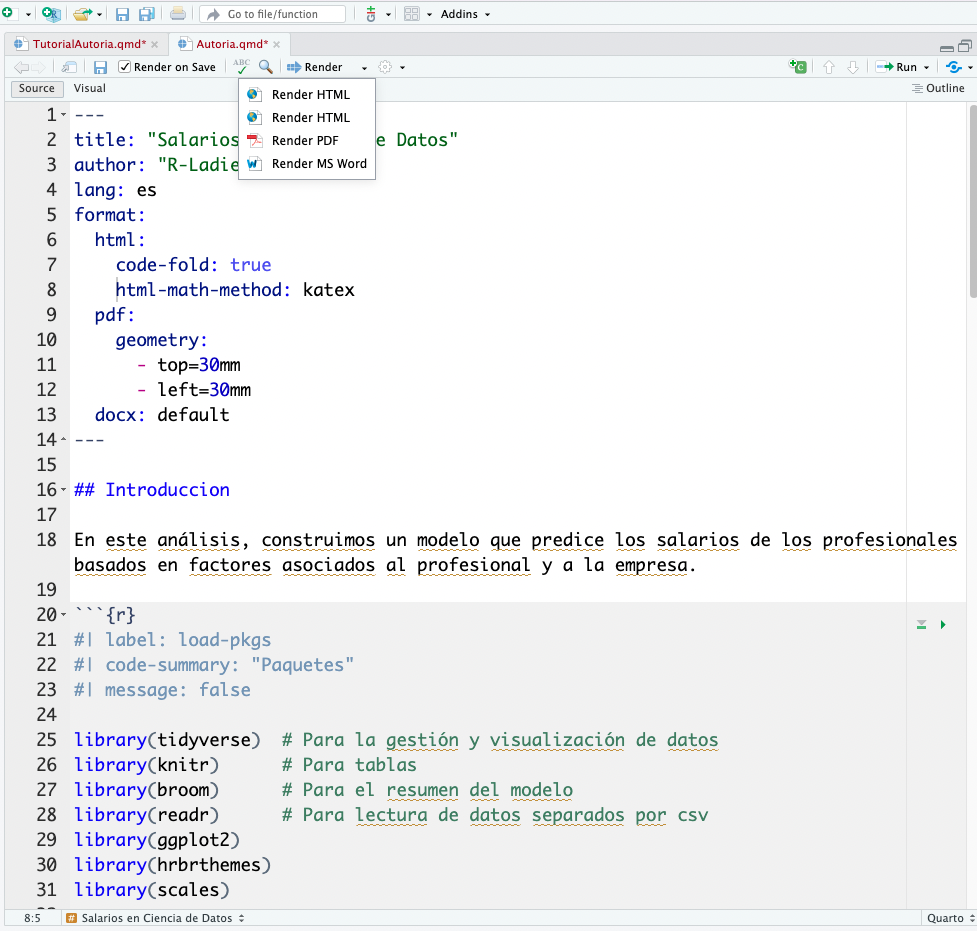 Go to file/function Addins
TutorialAutoria.qmd* Autoria.qmd*
Render on Save ABC Render Run
Source Visual Outline
Render HTML
Render HTML
Render PDF
Render MS Word
1 ---
2 title: "Salarios e Datos"
3 author: "R-Ladie
4 lang: es
5 format:
6 html:
7 code-fold: true
8 html-math-method: katex
9 pdf:
10 geometry:
11 - top=30mm
12 - left=30mm
13 docx: default
14 ---
15
16 ## Introduccion
17
18 En este análisis, construimos un modelo que predice los salarios de los profesionales
basados en factores asociados al profesional y a la empresa.
19
20 ```{r}
21 #| label: load-pkgs
22 #| code-summary: "Paquetes"
23 #| message: false
24
25 library(tidyverse) # Para la gestión y visualización de datos
26 library(knitr) # Para tablas
27 library(broom) # Para el resumen del modelo
28 library(readr) # Para lectura de datos separados por csv
29 library(ggplot2)
30 library(hrbrthemes)
31 library(scales)
8:5 # Salarios en Ciencia de Datos Quarto